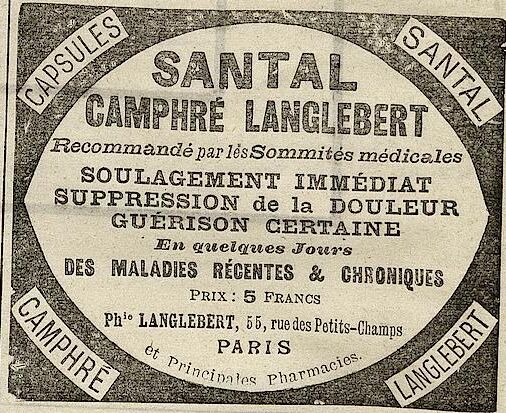 CAPSULES
SANTAL
SANTAL
CAMPHRÉ LANGLEBERT
Recommandé par les Sommités médicales
SOULAGEMENT IMMÉDIAT
SUPPRESSION de la DOULEUR
GUÉRISON CERTAINE
En quelques Jours
DES MALADIES RÉCENTES & CHRONIQUES
PRIX : 5 FRANCS
Phie LANGLEBERT, 55, rue des Petits-Champs
PARIS
et Principales Pharmacies.
CAMPHRÉ
LANGLEBERT